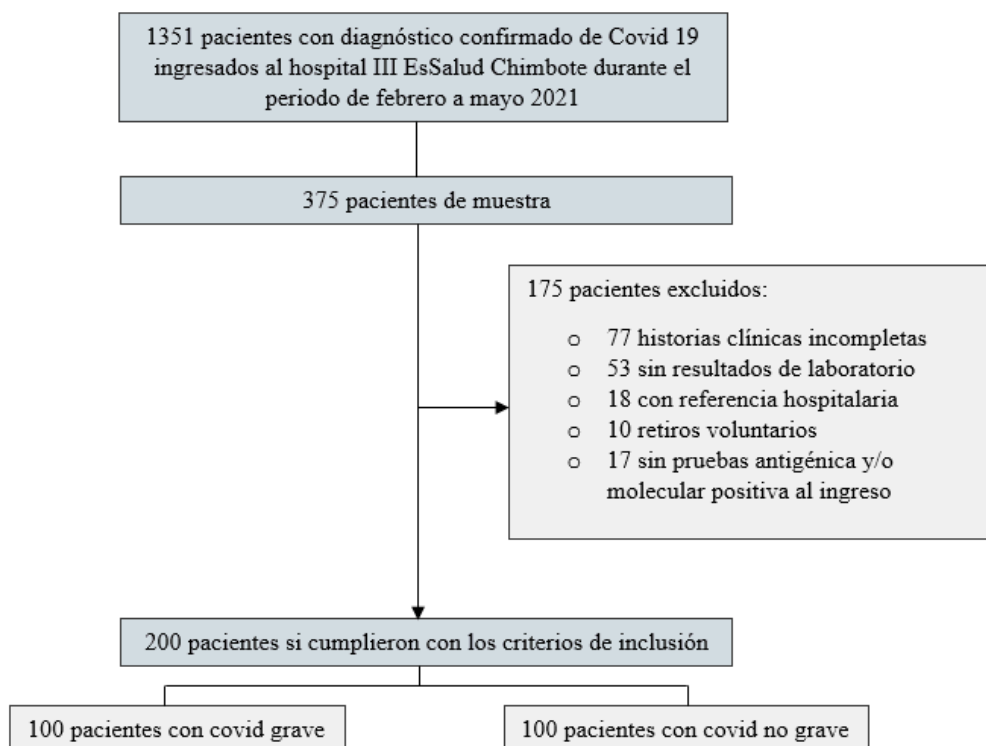 1351 pacientes con diagnóstico confirmado de Covid 19
ingresados al hospital III EsSalud Chimbote durante el
periodo de febrero a mayo 2021
375 pacientes de muestra
175 pacientes excluidos:
o 77 historias clínicas incompletas
o 53 sin resultados de laboratorio
o 18 con referencia hospitalaria
o 10 retiros voluntarios
o 17 sin pruebas antigénica y/o
molecular positiva al ingreso
200 pacientes si cumplieron con los criterios de inclusión
100 pacientes con covid grave
100 pacientes con covid no grave